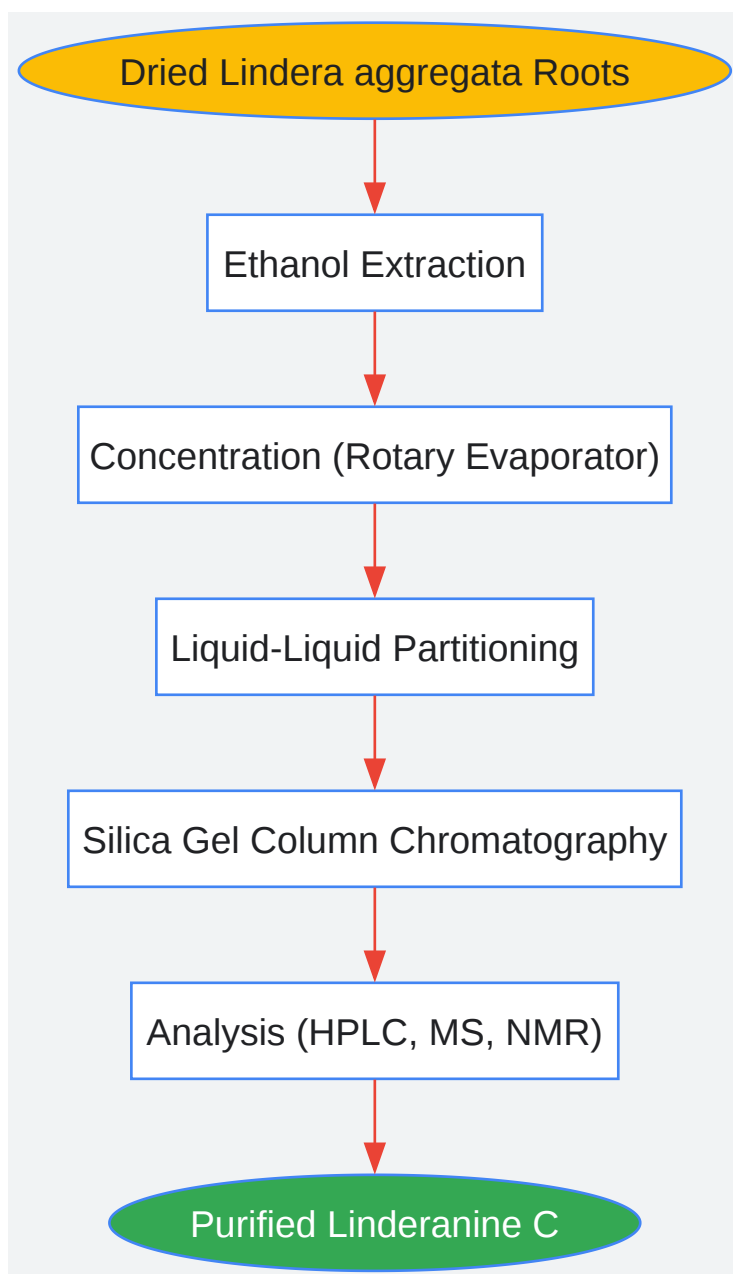 Dried Lindera aggregata Roots
Ethanol Extraction
Concentration (Rotary Evaporator)
Liquid-Liquid Partitioning
Silica Gel Column Chromatography
Analysis (HPLC, MS, NMR)
Purified Linderanine C